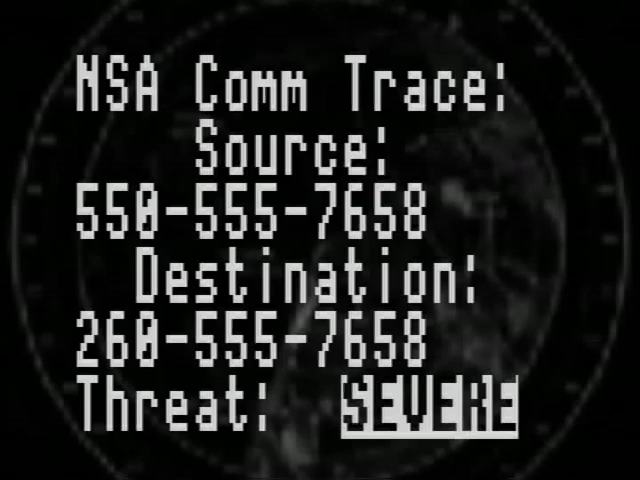 NSA Comm Trace:
Source:
550-555-7658
Destination:
260-555-7658
Threat: SEVERE